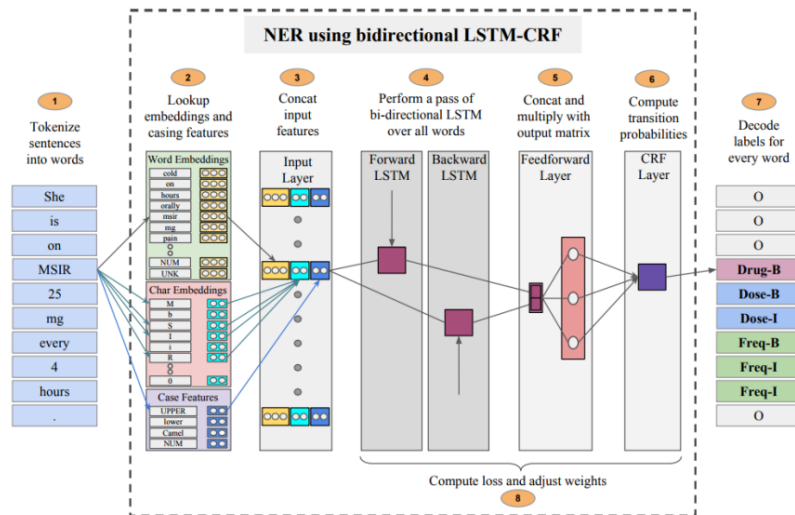 NER using bidirectional LSTM-CRF
1
Tokenize
sentences
into words
She
is
on
MSIR
25
mg
every
4
hours
.
2
Lookup
embeddings and
casing features
Word Embeddings
cold
on
hours
orally
msir
mg
pain
NUM
UNK
Char Embeddings
M
b
S
I
i
R
0
Case Features
UPPER
lower
Camel
NUM
3
Concat
input
features
Input
Layer
4
Perform a pass of
bi-directional LSTM
over all words
Forward
LSTM
Backward
LSTM
5
Concat and
multiply with
output matrix
Feedforward
Layer
6
Compute
transition
probabilities
CRF
Layer
7
Decode
labels for
every word
O
O
O
Drug-B
Dose-B
Dose-I
Freq-B
Freq-I
Freq-I
O
Compute loss and adjust weights
8